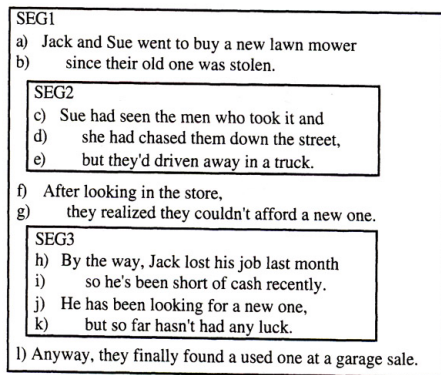 SEG1
a) Jack and Sue went to buy a new lawn mower
b) since their old one was stolen.
SEG2
c) Sue had seen the men who took it and
d) she had chased them down the street,
e) but they'd driven away in a truck.
f) After looking in the store,
g) they realized they couldn't afford a new one.
SEG3
h) By the way, Jack lost his job last month
i) so he's been short of cash recently.
j) He has been looking for a new one,
k) but so far hasn't had any luck.
l) Anyway, they finally found a used one at a garage sale.